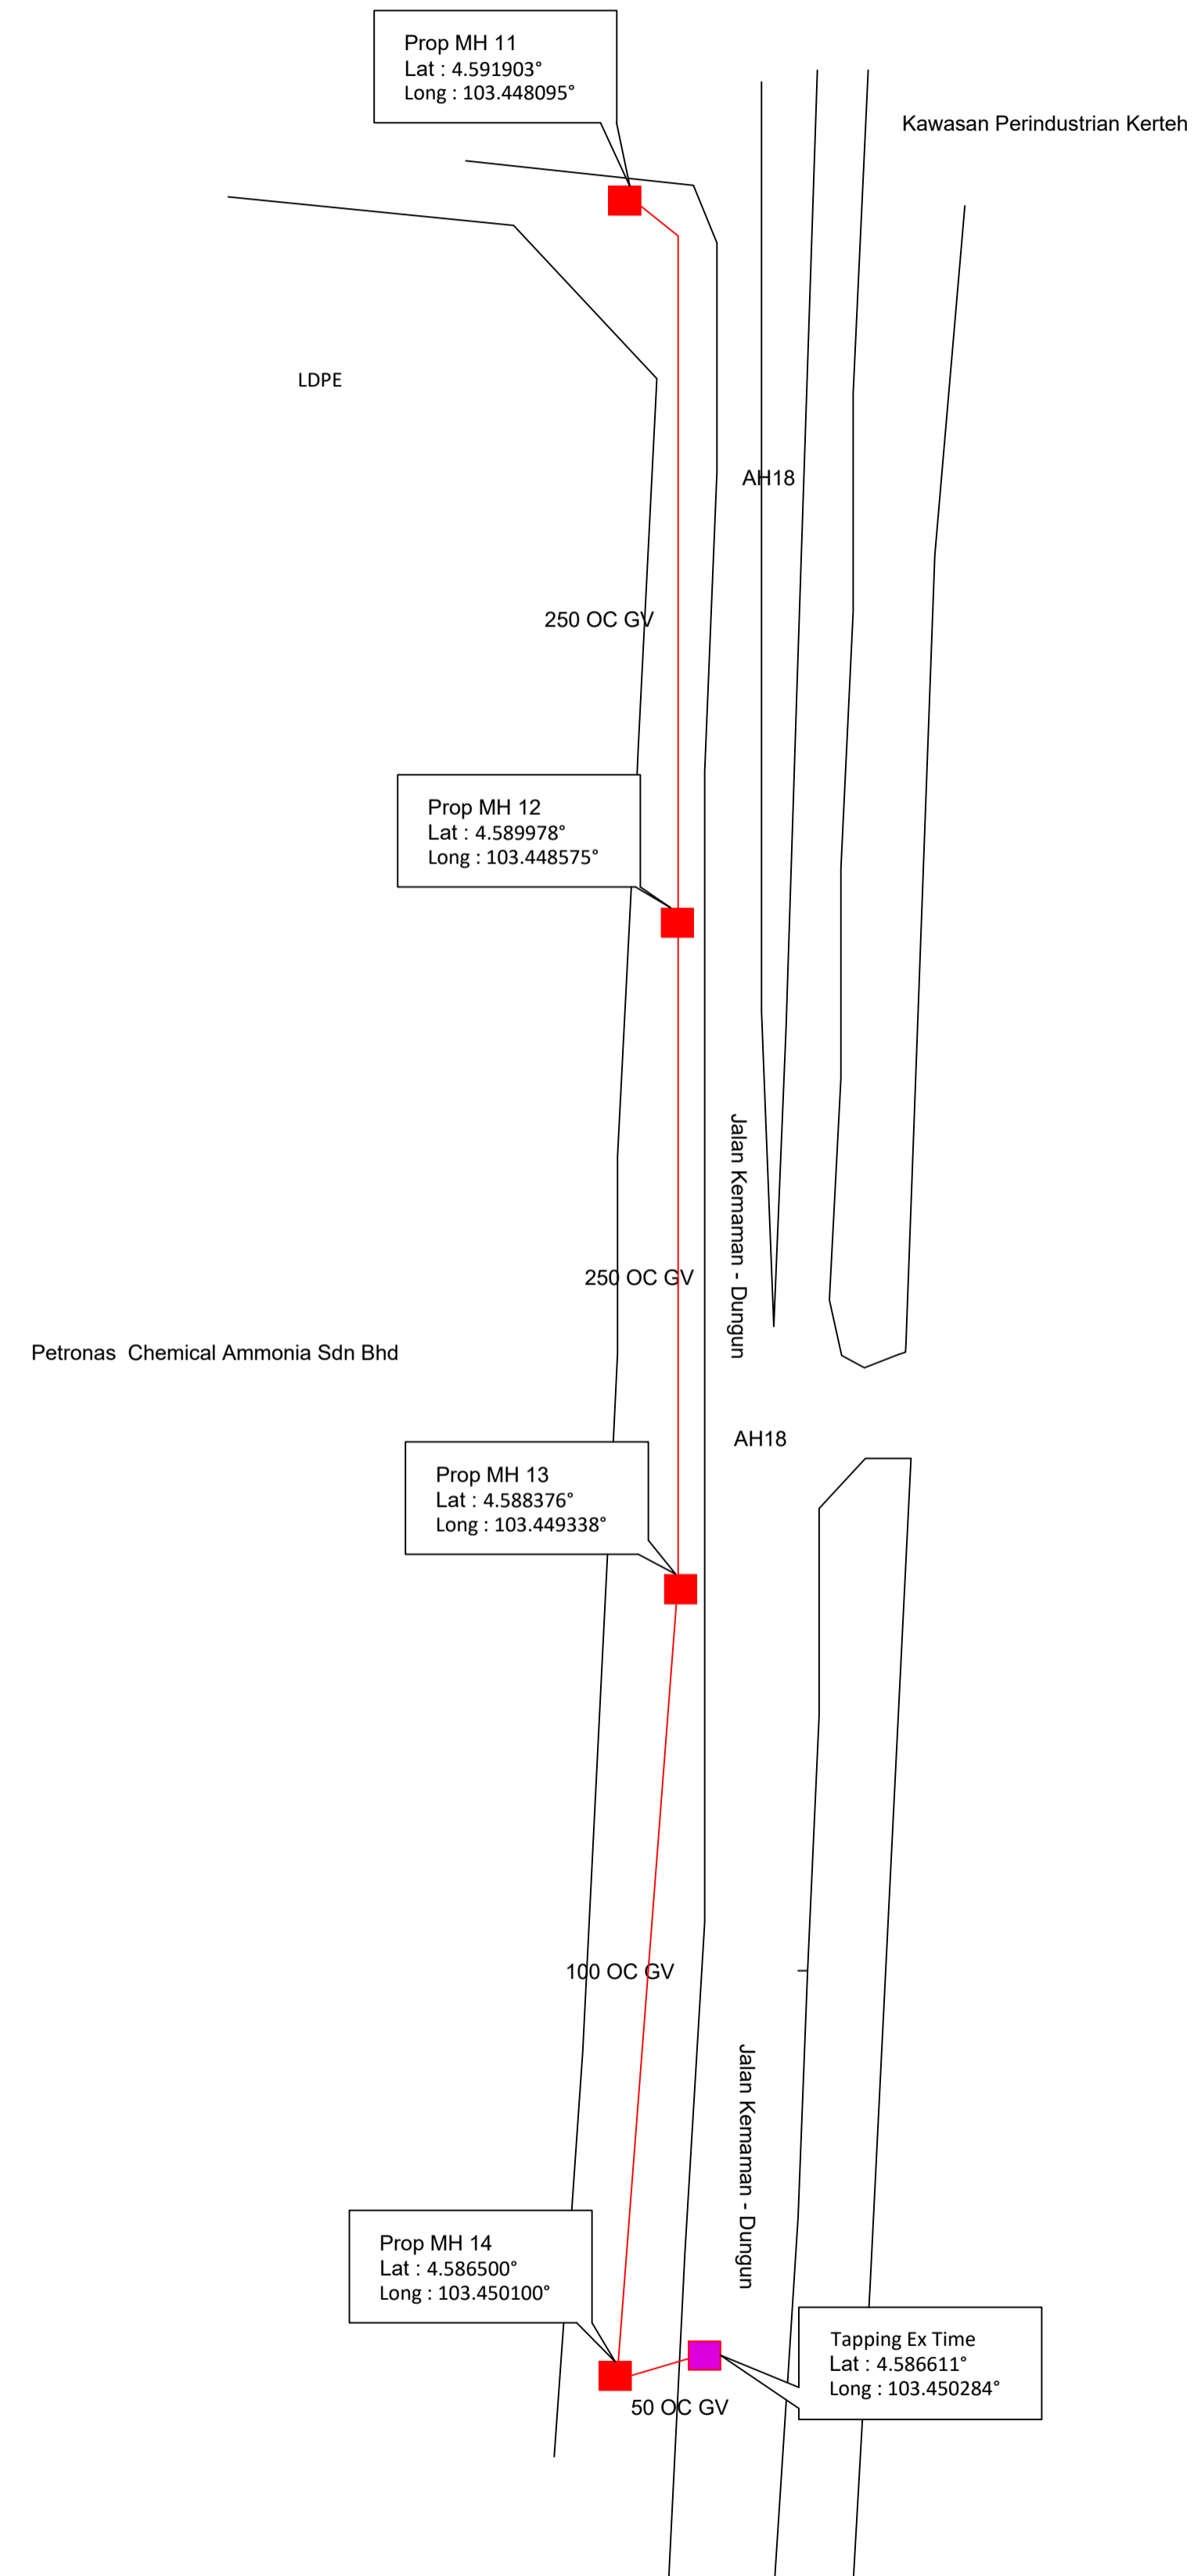 Prop MH 11
Lat : 4.591903°
Long : 103.448095°
Kawasan Perindustrian Kerteh
LDPE
AH18
250 OC GV
Prop MH 12
Lat : 4.589978°
Long : 103.448575°
Jalan Kemaman - Dungun
250 OC GV
Petronas  Chemical Ammonia Sdn Bhd
AH18
Prop MH 13
Lat : 4.588376°
Long : 103.449338°
100 OC GV
Jalan Kemaman - Dungun
Prop MH 14
Lat : 4.586500°
Long : 103.450100°
Tapping Ex Time
Lat : 4.586611°
Long : 103.450284°
50 OC GV